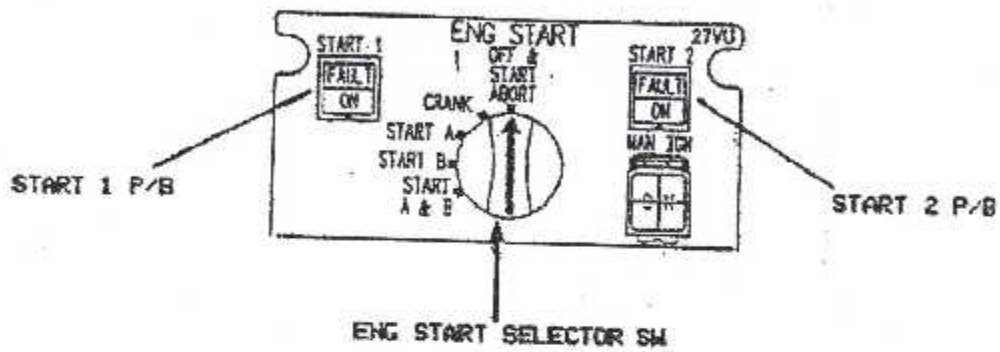 ENG START
27VU
START 1
FAULT
ON
OFF &
START
ABORT
CRANK
START A
START B
START
A & B
START 2
FAULT
ON
MAN IGN
ON
START 1 P/B
START 2 P/B
ENG START SELECTOR SW